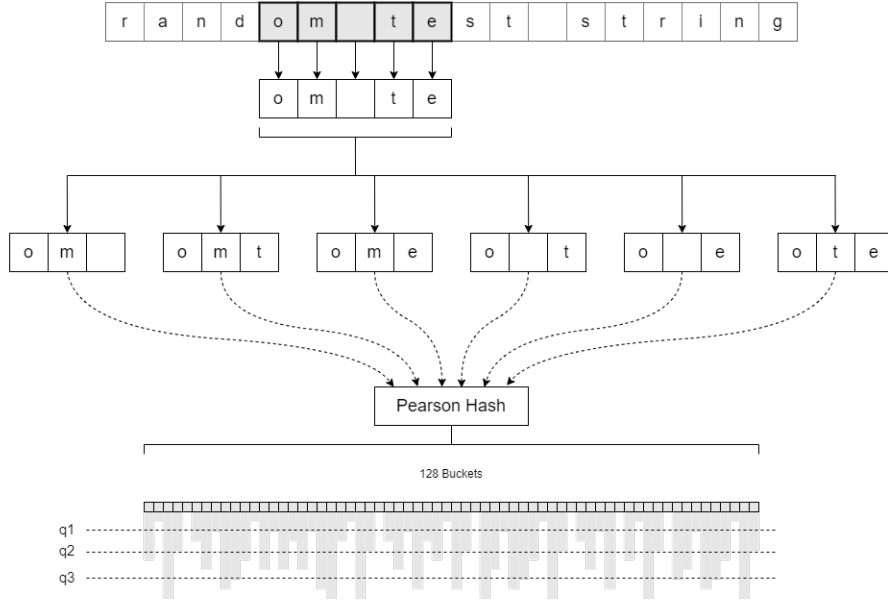 r a n d o m t e s t s t r i n g
o m t e
o m
o m t
o m e
o t
o e
o t e
Pearson Hash
128 Buckets
q1
q2
q3